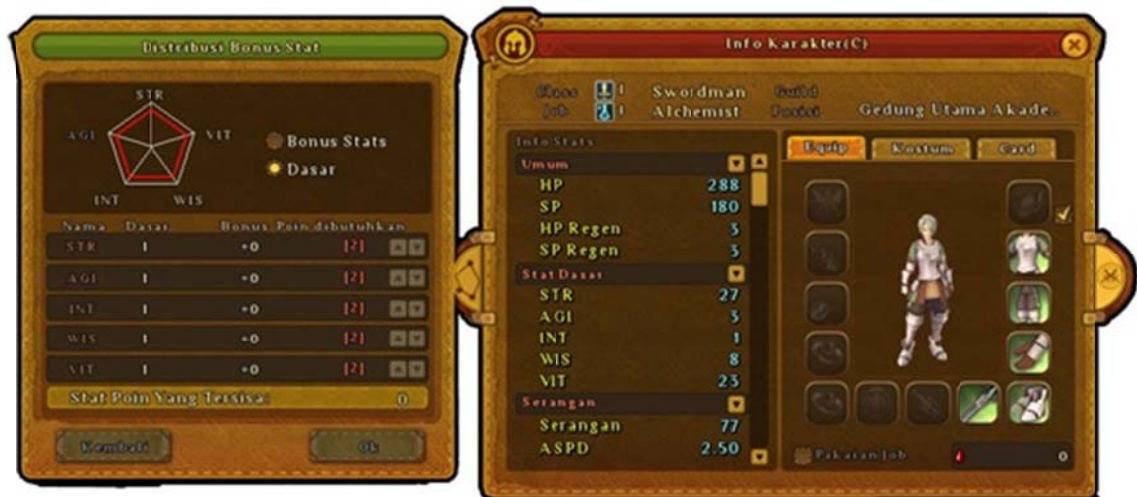 Distribusi Bonus Stat
STR
AGI
VIT
INT
WIS
Bonus Stats
Dasar
Nama Dasar Bonus Poin dibutuhkan
STR 1 +0 [2]
AGI 1 +0 [2]
INT 1 +0 [2]
WIS 1 +0 [2]
VIT 1 +0 [2]
Stat Poin Yang Tersisa: 0
Kembali
Ok
Info Karakter(C)
Class 1 Swordman Guild
Job 1 Alchemist Posisi Gedung Utama Akade..
Info Stats
Umum
HP 288
SP 180
HP Regen 3
SP Regen 3
Stat Dasar
STR 27
AGI 3
INT 1
WIS 8
VIT 23
Serangan
Serangan 77
ASPD 2.50
Equip
Kostum
Card
Pakaian Job
0